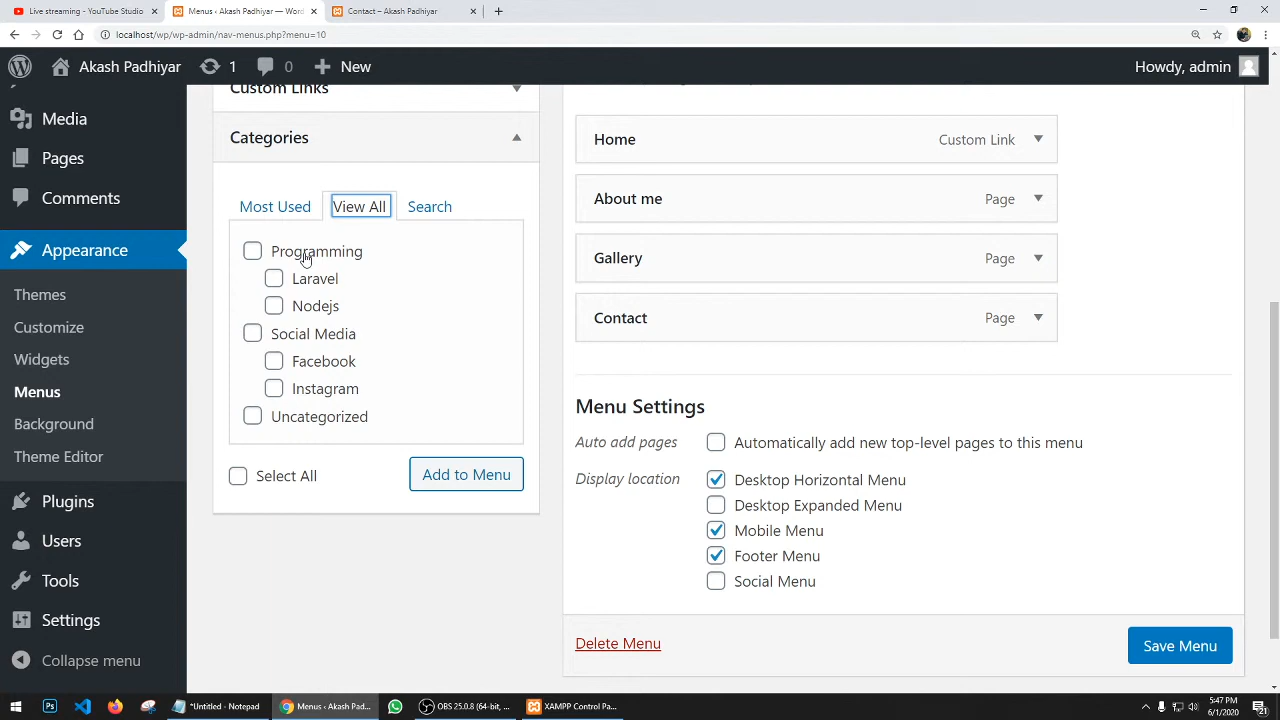 Live streaming - YouTube Studio
Menus ‹ Akash Padhiyar — Word
Contact – Akash Padhiyar
localhost/wp/wp-admin/nav-menus.php?menu=10
Akash Padhiyar
1
0
New
Howdy, admin
Media
Pages
Comments
Appearance
Themes
Customize
Widgets
Menus
Background
Theme Editor
Plugins
Users
Tools
Settings
Collapse menu
Custom Links
Categories
Most Used
View All
Search
Programming
Laravel
Nodejs
Social Media
Facebook
Instagram
Uncategorized
Select All
Add to Menu
Home Custom Link
About me Page
Gallery Page
Contact Page
Menu Settings
Auto add pages
Automatically add new top-level pages to this menu
Display location
Desktop Horizontal Menu
Desktop Expanded Menu
Mobile Menu
Footer Menu
Social Menu
Delete Menu
Save Menu
*Untitled - Notepad
Menus ‹ Akash Pad...
OBS 25.0.8 (64-bit, ...
XAMPP Control Pa...
5:47 PM
6/1/2020